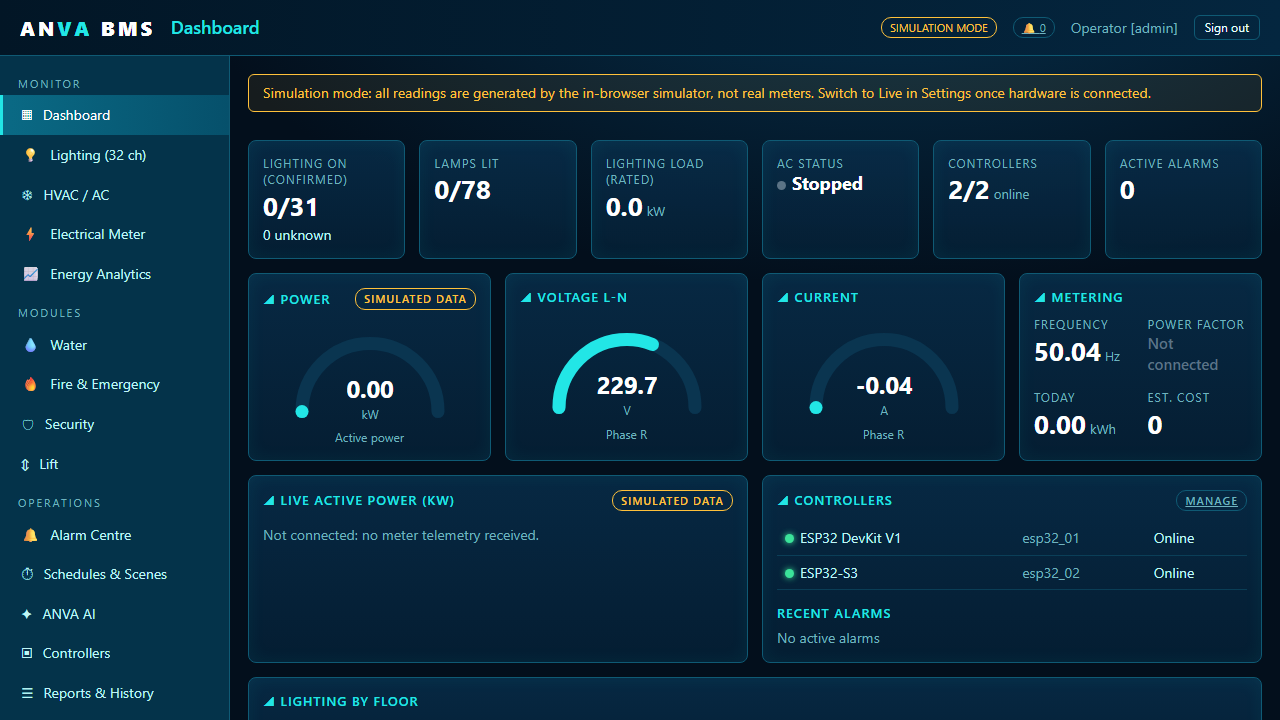 ANVA BMS
Dashboard
SIMULATION MODE
0
Operator [admin]
Sign out
MONITOR
Dashboard
Lighting (32 ch)
HVAC / AC
Electrical Meter
Energy Analytics
MODULES
Water
Fire & Emergency
Security
Lift
OPERATIONS
Alarm Centre
Schedules & Scenes
ANVA AI
Controllers
Reports & History
Simulation mode: all readings are generated by the in-browser simulator, not real meters. Switch to Live in Settings once hardware is connected.
LIGHTING ON
(CONFIRMED)
0/31
0 unknown
LAMPS LIT
0/78
LIGHTING LOAD
(RATED)
0.0 kW
AC STATUS
Stopped
CONTROLLERS
2/2 online
ACTIVE ALARMS
0
POWER
SIMULATED DATA
0.00
kW
Active power
VOLTAGE L-N
229.7
V
Phase R
CURRENT
-0.04
A
Phase R
METERING
FREQUENCY
50.04 Hz
POWER FACTOR
Not
connected
TODAY
0.00 kWh
EST. COST
0
LIVE ACTIVE POWER (KW)
SIMULATED DATA
Not connected: no meter telemetry received.
CONTROLLERS
MANAGE
ESP32 DevKit V1 esp32_01 Online
ESP32-S3 esp32_02 Online
RECENT ALARMS
No active alarms
LIGHTING BY FLOOR